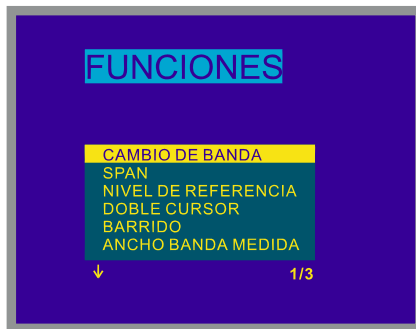 FUNCIONES
CAMBIO DE BANDA
SPAN
NIVEL DE REFERENCIA
DOBLE CURSOR
BARRIDO
ANCHO BANDA MEDIDA
↓ 1/3